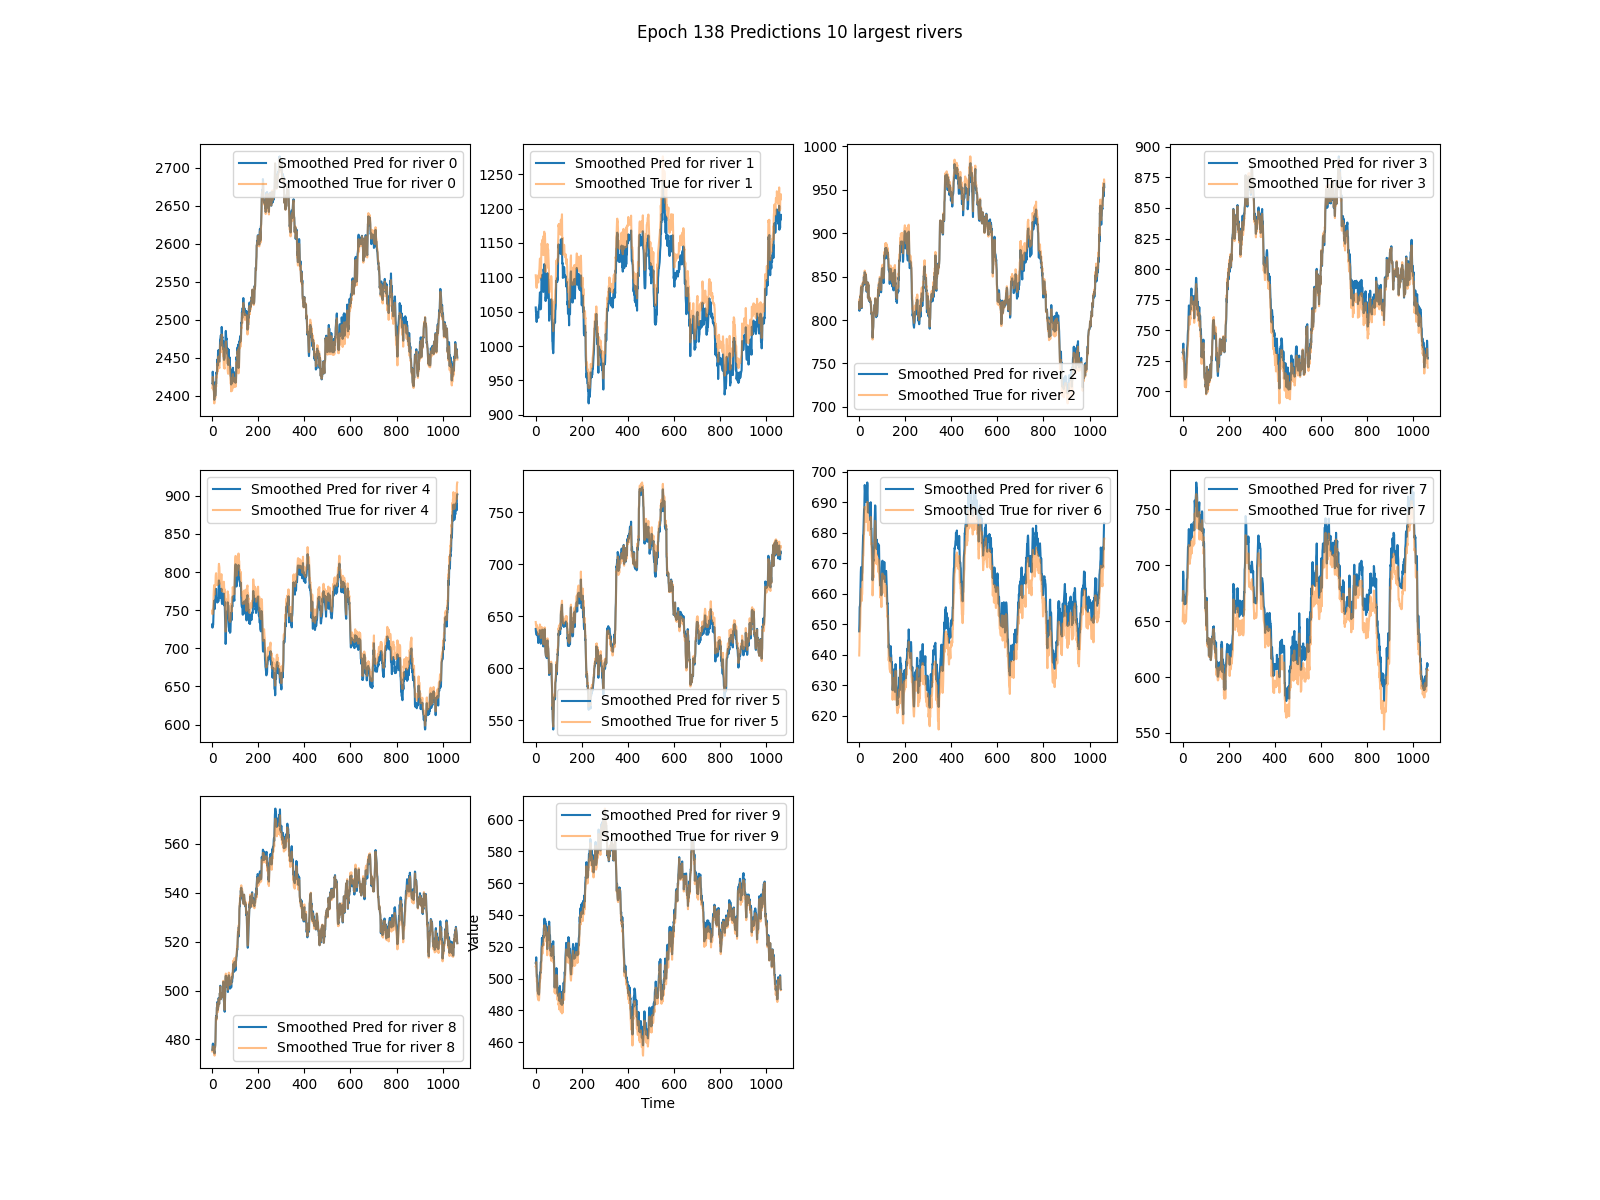 Epoch 138 Predictions 10 largest rivers
Smoothed Pred for river 0
Smoothed True for river 0
2700
2650
2600
2550
2500
2450
2400
0 200 400 600 800 1000
Smoothed Pred for river 1
Smoothed True for river 1
1250
1200
1150
1100
1050
1000
950
900
0 200 400 600 800 1000
1000
950
900
850
800
750
700
Smoothed Pred for river 2
Smoothed True for river 2
0 200 400 600 800 1000
Smoothed Pred for river 3
Smoothed True for river 3
900
875
850
825
800
775
750
725
700
0 200 400 600 800 1000
Smoothed Pred for river 4
Smoothed True for river 4
900
850
800
750
700
650
600
0 200 400 600 800 1000
750
700
650
600
550
Smoothed Pred for river 5
Smoothed True for river 5
0 200 400 600 800 1000
Smoothed Pred for river 6
Smoothed True for river 6
700
690
680
670
660
650
640
630
620
0 200 400 600 800 1000
Smoothed Pred for river 7
Smoothed True for river 7
750
700
650
600
550
0 200 400 600 800 1000
560
540
520
500
480
Smoothed Pred for river 8
Smoothed True for river 8
0 200 400 600 800 1000
Smoothed Pred for river 9
Smoothed True for river 9
Value
600
580
560
540
520
500
480
460
0 200 400 600 800 1000
Time